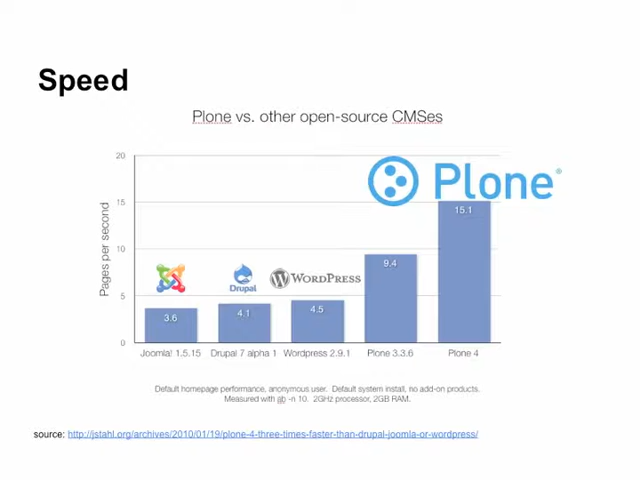 Speed
Plone vs. other open-source CMSes
Plone
20
15
10
5
0
Pages per second
15.1
9.4
Drupal
WORDPRESS
4.5
4.1
3.6
Joomla! 1.5.15 Drupal 7 alpha 1 Wordpress 2.9.1 Plone 3.3.6 Plone 4
Default homepage performance, anonymous user. Default system install, no add-on products.
Measured with ab -n 10. 2GHz processor, 2GB RAM.
source: http://jstahl.org/archives/2010/01/19/plone-4-three-times-faster-than-drupal-joomla-or-wordpress/